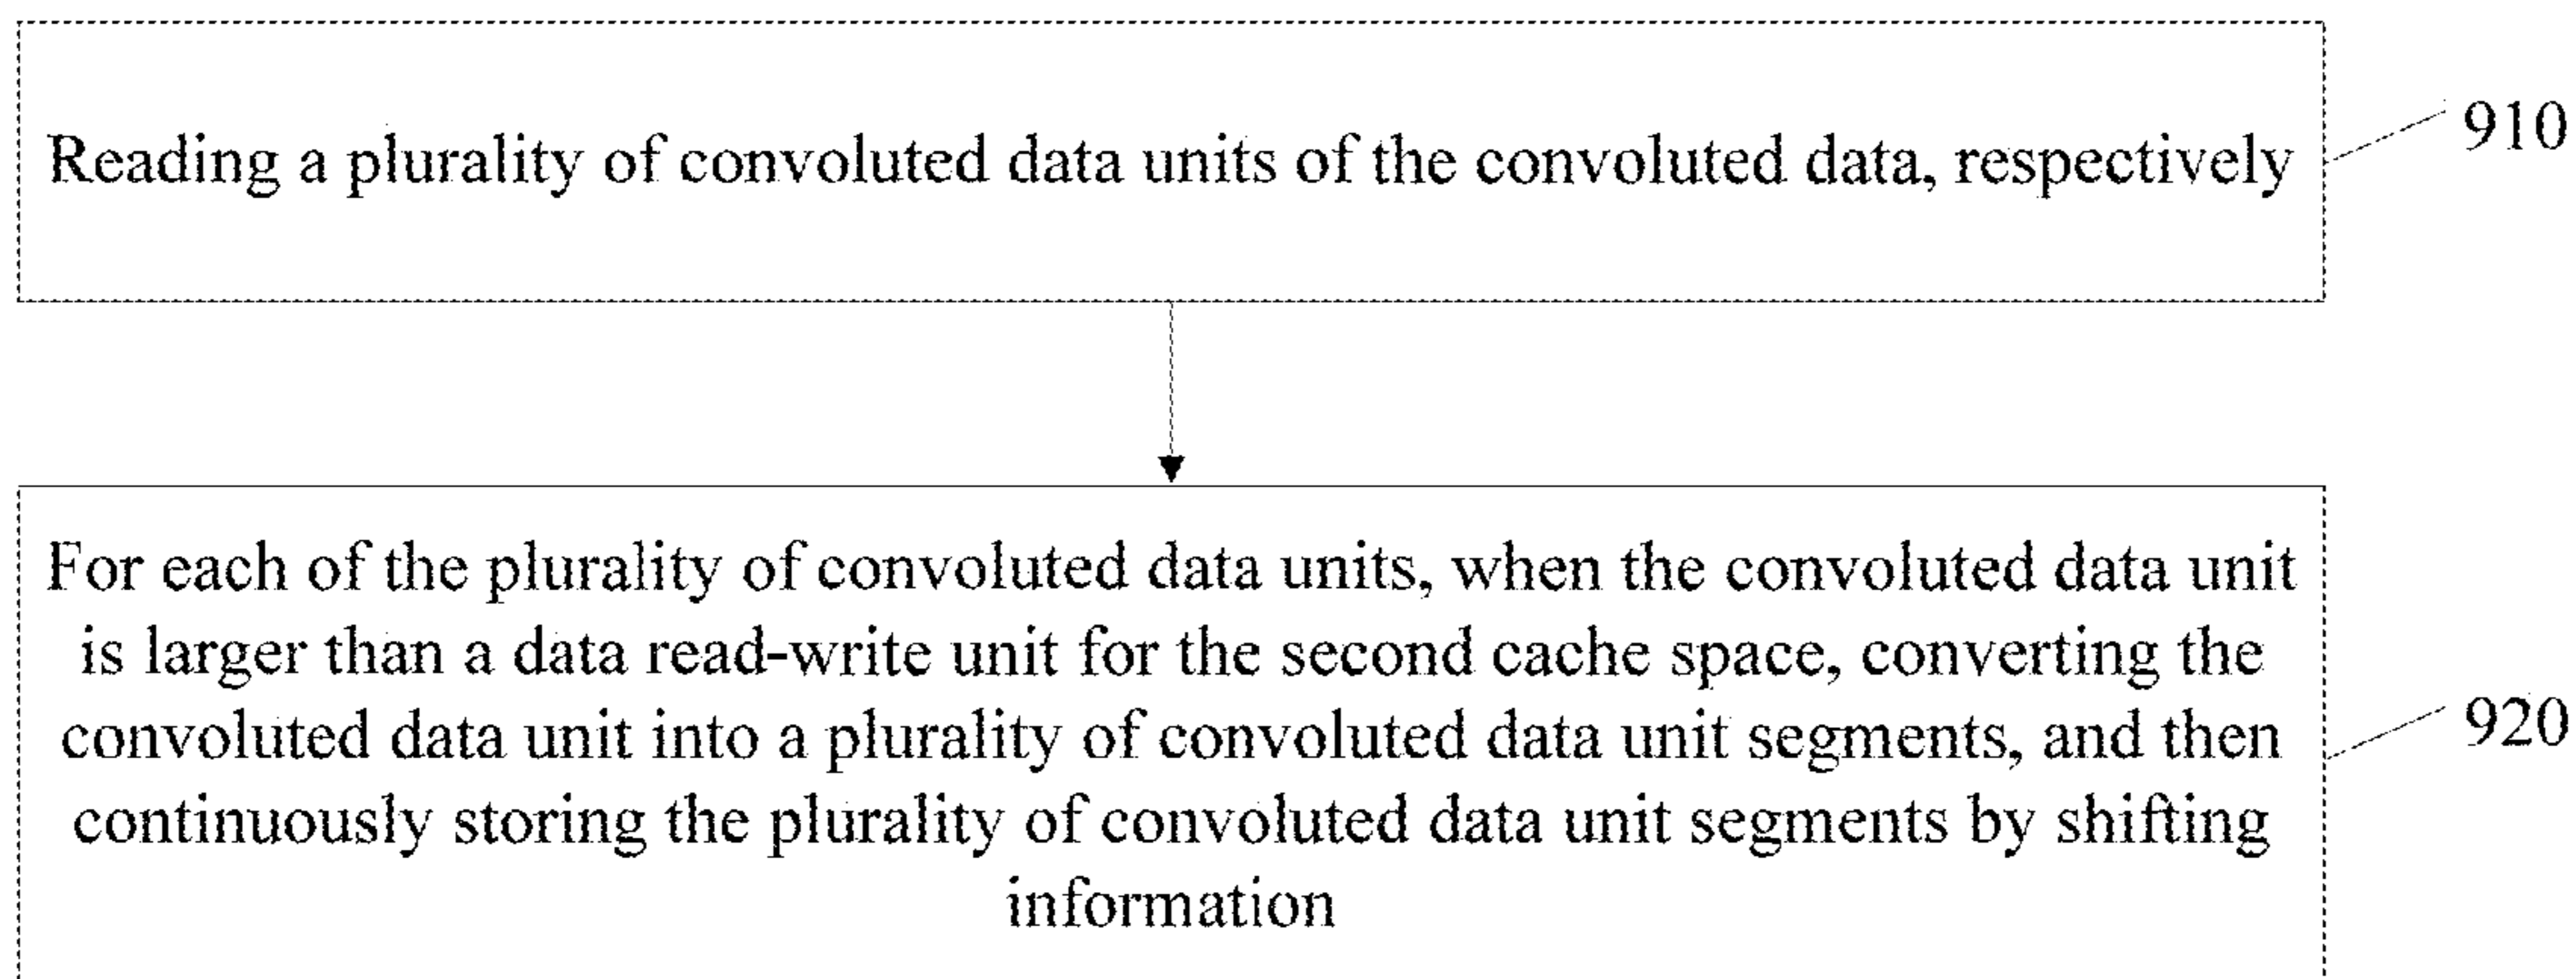 Reading a plurality of convoluted data units of the convoluted data, respectively
910
For each of the plurality of convoluted data units, when the convoluted data unit
is larger than a data read-write unit for the second cache space, converting the
convoluted data unit into a plurality of convoluted data unit segments, and then
continuously storing the plurality of convoluted data unit segments by shifting
information
920